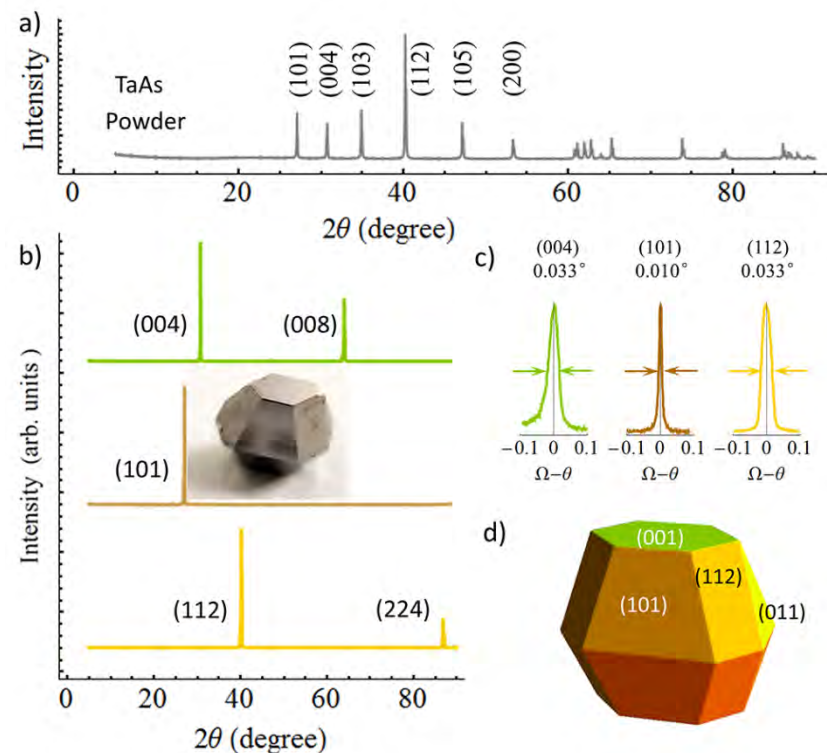 a)
Intensity
TaAs
Powder
(101)
(004)
(103)
(112)
(105)
(200)
0 20 40 60 80
2θ (degree)
b)
Intensity (arb. units)
(004) (008)
(101)
(112) (224)
0 20 40 60 80
2θ (degree)
c)
(004) (101) (112)
0.033° 0.010° 0.033°
−0.1 0 0.1 −0.1 0 0.1 −0.1 0 0.1
Ω−θ Ω−θ Ω−θ
d)
(001)
(112)
(101) (011)